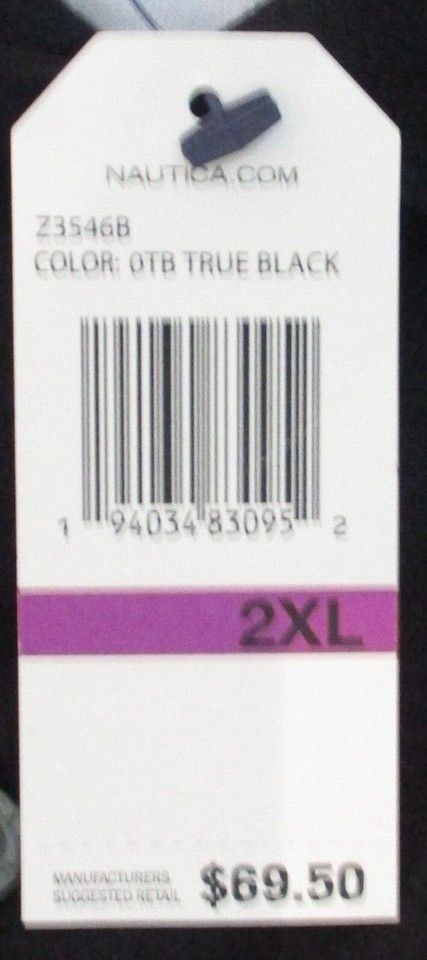 NAUTICA.COM
Z3546B
COLOR: 0TB TRUE BLACK
1 94034 83095 2
2XL
MANUFACTURERS
SUGGESTED RETAIL $69.50